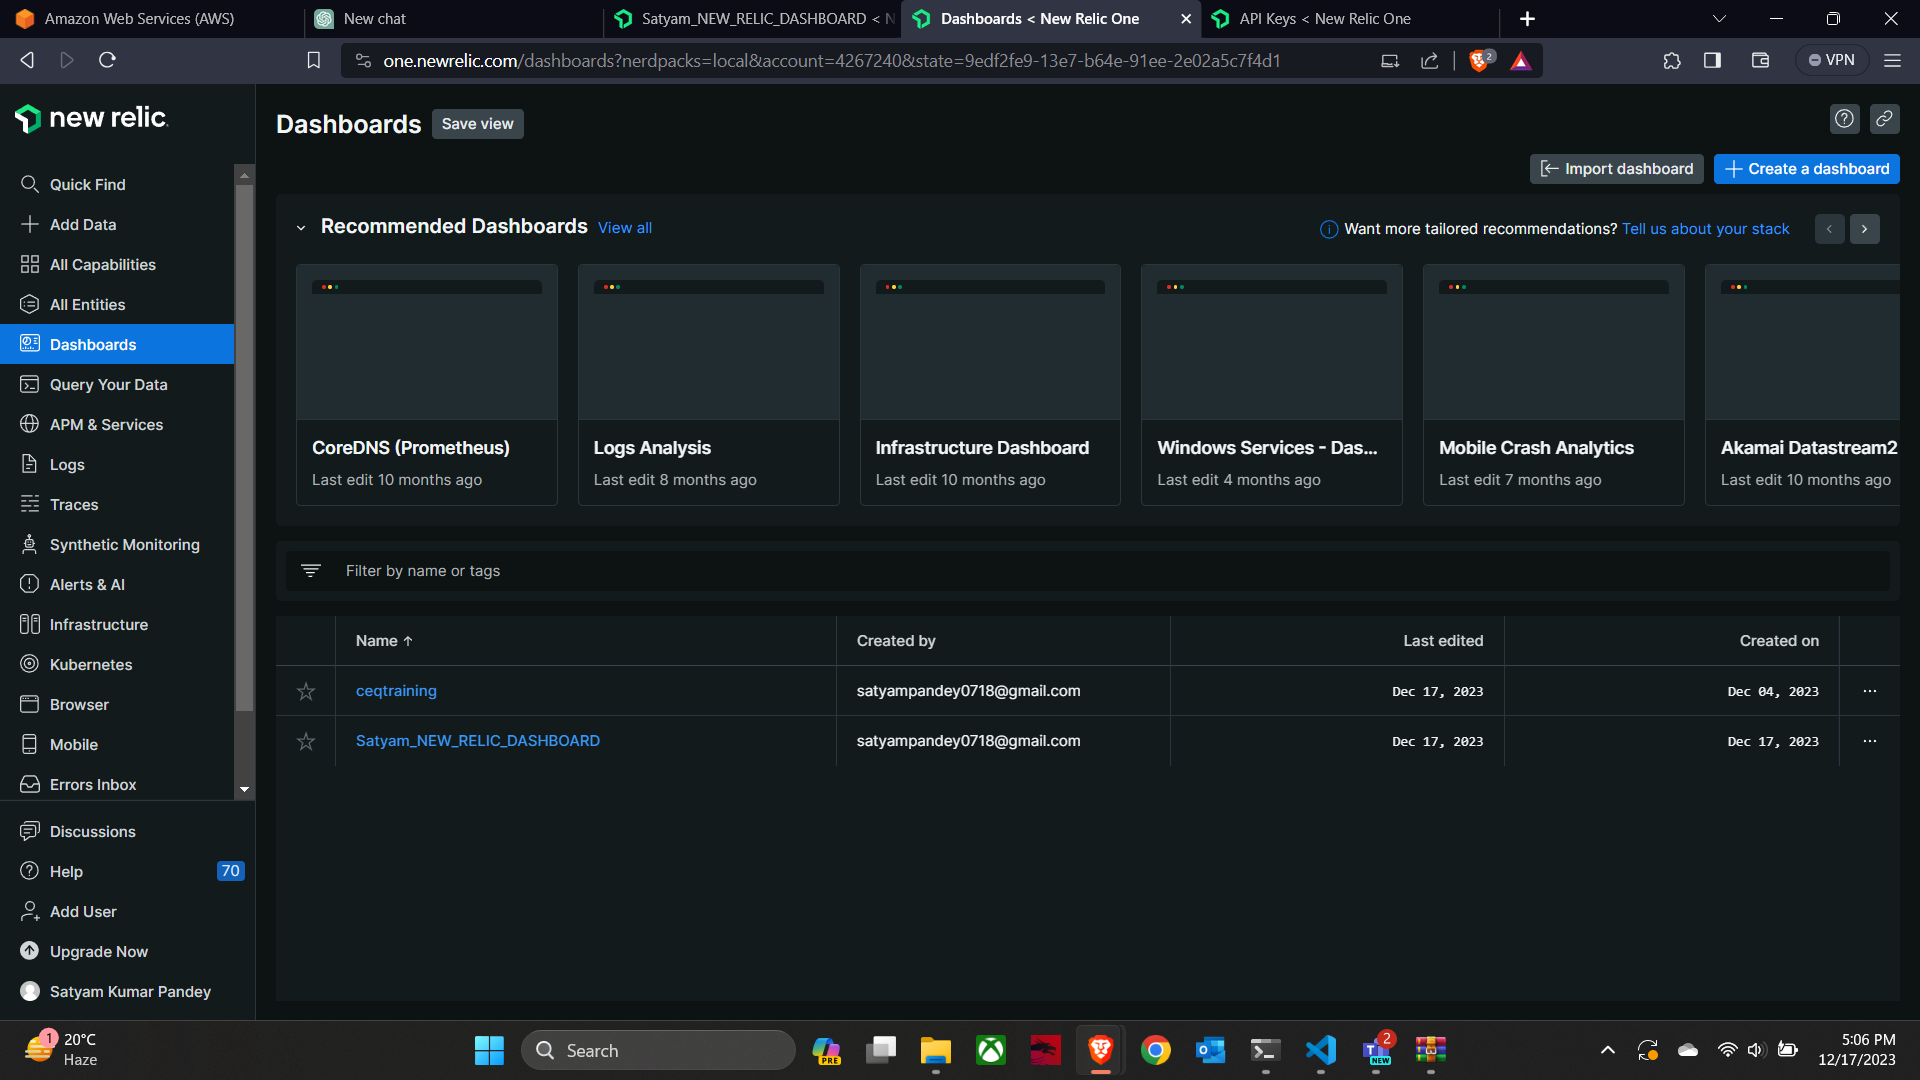 Amazon Web Services (AWS)
New chat
Satyam_NEW_RELIC_DASHBOARD < N
Dashboards < New Relic One
API Keys < New Relic One
one.newrelic.com/dashboards?nerdpacks=local&account=4267240&state=9edf2fe9-13e7-b64e-91ee-2e02a5c7f4d1
2
VPN
new relic.
Quick Find
Add Data
All Capabilities
All Entities
Dashboards
Query Your Data
APM & Services
Logs
Traces
Synthetic Monitoring
Alerts & AI
Infrastructure
Kubernetes
Browser
Mobile
Errors Inbox
Discussions
Help 70
Add User
Upgrade Now
Satyam Kumar Pandey
Dashboards Save view
Import dashboard Create a dashboard
Recommended Dashboards View all
Want more tailored recommendations? Tell us about your stack
CoreDNS (Prometheus)
Last edit 10 months ago
Logs Analysis
Last edit 8 months ago
Infrastructure Dashboard
Last edit 10 months ago
Windows Services - Das...
Last edit 4 months ago
Mobile Crash Analytics
Last edit 7 months ago
Akamai Datastream2
Last edit 10 months ago
Filter by name or tags
Name ↑ Created by Last edited Created on
ceqtraining satyampandey0718@gmail.com Dec 17, 2023 Dec 04, 2023 ...
Satyam_NEW_RELIC_DASHBOARD satyampandey0718@gmail.com Dec 17, 2023 Dec 17, 2023 ...
1
20°C
Haze
Search
PRE
2
NEW
5:06 PM
12/17/2023